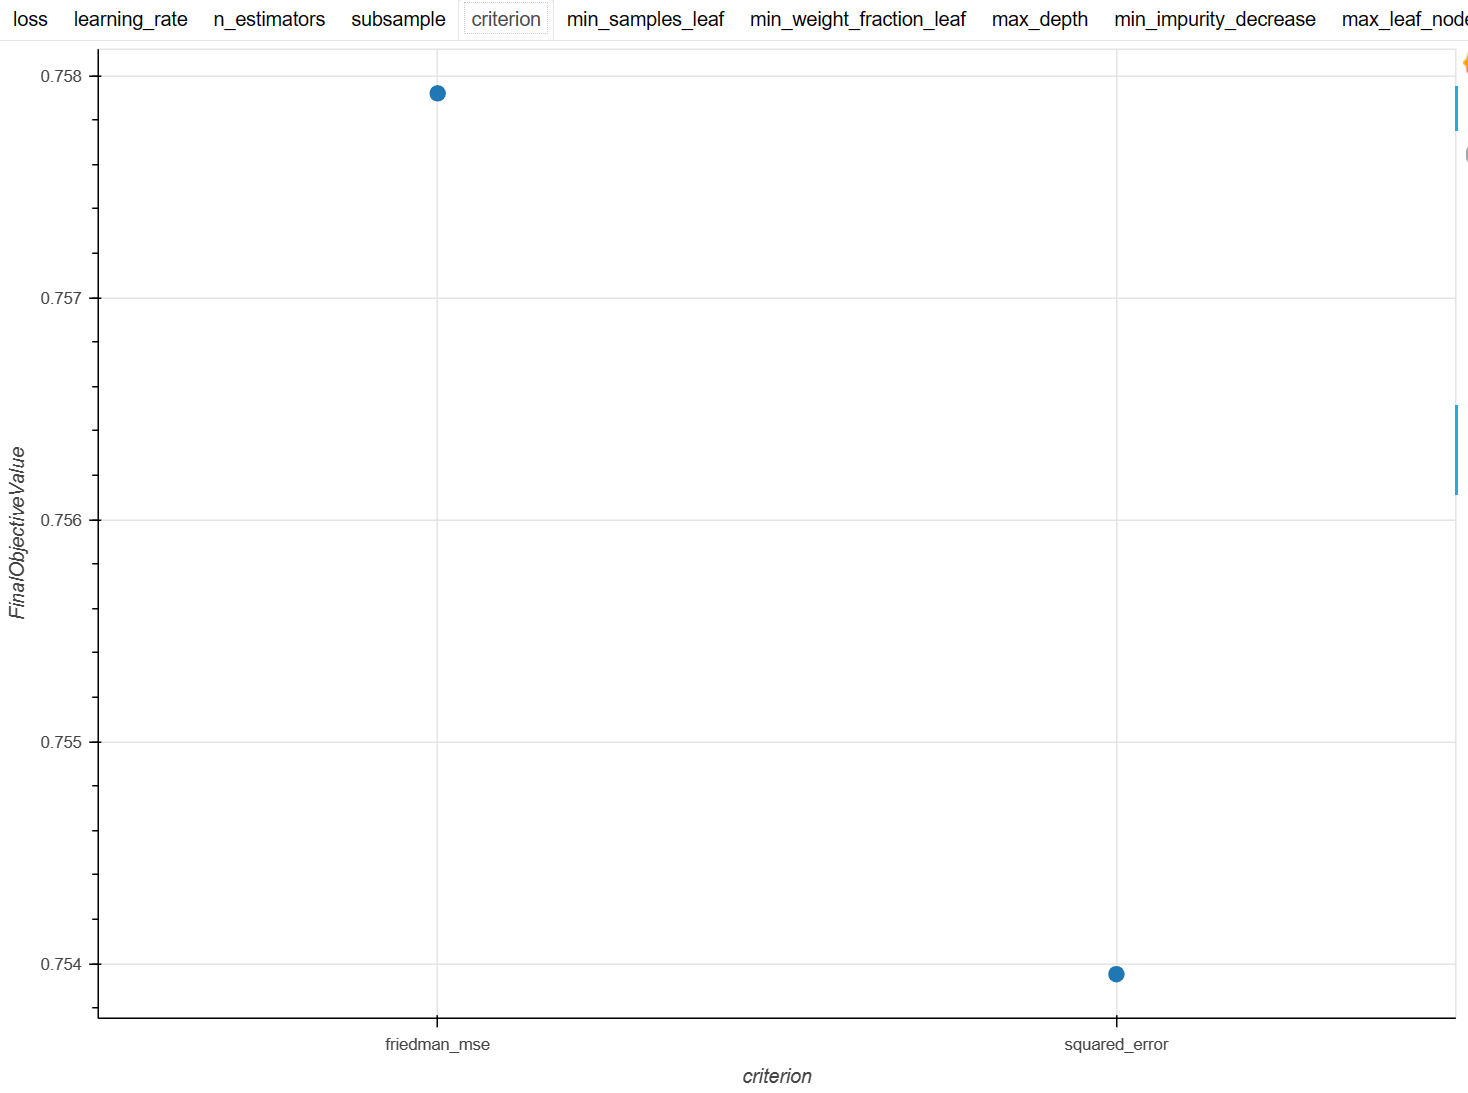 loss learning_rate n_estimators subsample criterion min_samples_leaf min_weight_fraction_leaf max_depth min_impurity_decrease max_leaf_node
0.758
0.757
0.756
0.755
0.754
FinalObjectiveValue
friedman_mse squared_error
criterion